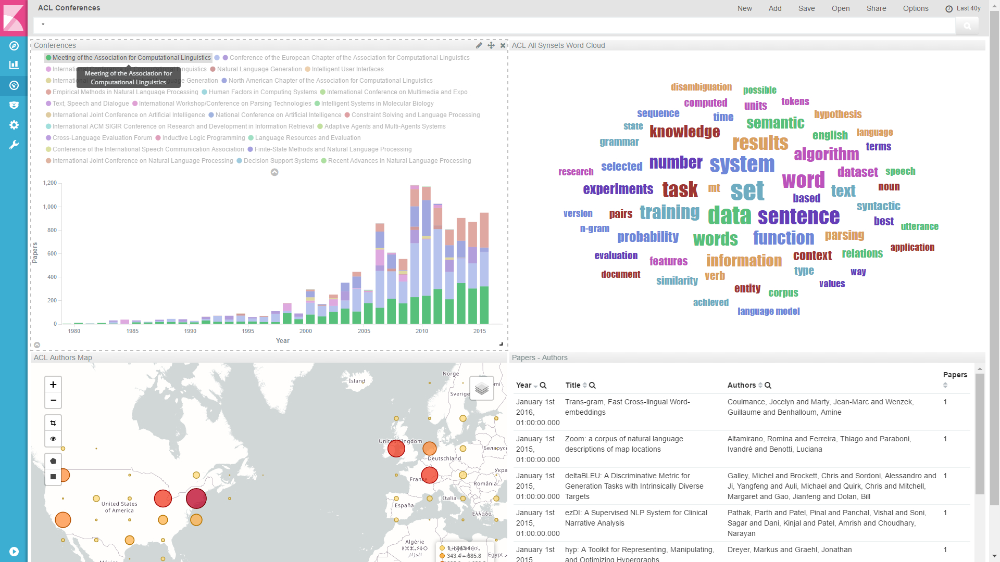 ACL Conferences
New Add Save Open Share Options Last 40y
*
Conferences
Meeting of the Association for Computational Linguistics Conference of the European Chapter of the Association for Computational Linguistics
Linguistics Natural Language Generation Intelligent User Interfaces
Meeting of the Association for
Computational Linguistics
Generation North American Chapter of the Association for Computational Linguistics
Empirical Methods in Natural Language Processing Human Factors in Computing Systems International Conference on Multimedia and Expo
Text, Speech and Dialogue International Workshop/Conference on Parsing Technologies Intelligent Systems in Molecular Biology
International Joint Conference on Artificial Intelligence National Conference on Artificial Intelligence Constraint Solving and Language Processing
International ACM SIGIR Conference on Research and Development in Information Retrieval Adaptive Agents and Multi-Agents Systems
Cross-Language Evaluation Forum Inductive Logic Programming Language Resources and Evaluation
Conference of the International Speech Communication Association Finite-State Methods and Natural Language Processing
International Joint Conference on Natural Language Processing Decision Support Systems Recent Advances in Natural Language Processing
1,200
1,000
800
600
400
200
0
Papers
1980 1985 1990 1995 2000 2005 2010 2015
Year
ACL All Synsets Word Cloud
disambiguation possible
computed units tokens
sequence time hypothesis
state knowledge semantic language
grammar results english terms
number system algorithm
research selected word dataset speech
experiments task mt set text noun
based syntactic
version pairs training data sentence best
n-gram utterance
probability words function parsing
application
evaluation features information context relations
document verb type way
similarity entity corpus values
achieved
language model
ACL Authors Map
+
−
Norge
Ísland
Sverige
United Kingdom
Беларусь
Deutschland
France
România
Italia
España
Ελλάδα
United States
of America
México
Algérie
ⵍⵣⵣⴰⵢⴻⵔ
الجزائر
Egypt
343.4 – 685.8
Papers - Authors
Year Title Authors Papers
January 1st 2016, 01:00:00.000 Trans-gram, Fast Cross-lingual Word-embeddings Coulmance, Jocelyn and Marty, Jean-Marc and Wenzek, Guillaume and Benhalloum, Amine 1
January 1st 2015, 01:00:00.000 Zoom: a corpus of natural language descriptions of map locations Altamirano, Romina and Ferreira, Thiago and Paraboni, Ivandré and Benotti, Luciana 1
January 1st 2015, 01:00:00.000 deltaBLEU: A Discriminative Metric for Generation Tasks with Intrinsically Diverse Targets Galley, Michel and Brockett, Chris and Sordoni, Alessandro and Ji, Yangfeng and Auli, Michael and Quirk, Chris and Mitchell, Margaret and Gao, Jianfeng and Dolan, Bill 1
January 1st 2015, 01:00:00.000 ezDI: A Supervised NLP System for Clinical Narrative Analysis Pathak, Parth and Patel, Pinal and Panchal, Vishal and Soni, Sagar and Dani, Kinjal and Patel, Amrish and Choudhary, Narayan 1
January 1st 2015, hyp: A Toolkit for Representing, Manipulating, and Optimizing Hypergraphs Dreyer, Markus and Graehl, Jonathan 1